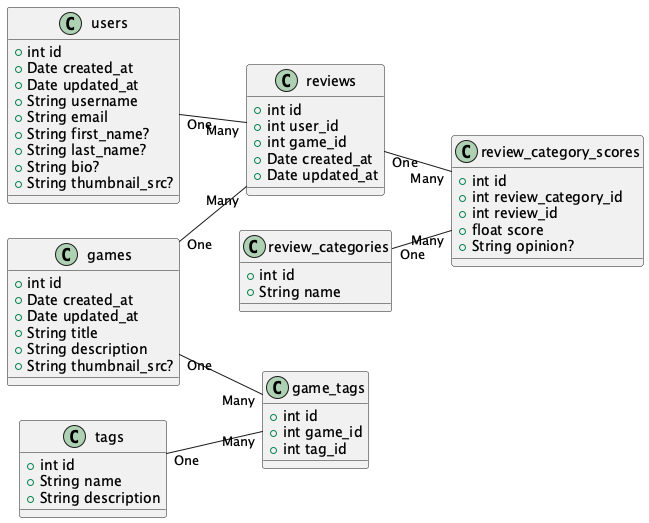 C users
int id
Date created_at
Date updated_at
String username
String email
String first_name?
String last_name?
String bio?
String thumbnail_src?
C reviews
int id
int user_id
int game_id
Date created_at
Date updated_at
C review_category_scores
int id
int review_category_id
int review_id
float score
String opinion?
C games
int id
Date created_at
Date updated_at
String title
String description
String thumbnail_src?
C review_categories
int id
String name
C game_tags
int id
int game_id
int tag_id
C tags
int id
String name
String description
One
Many
One
Many
One
Many
One
Many
One
Many
One
Many